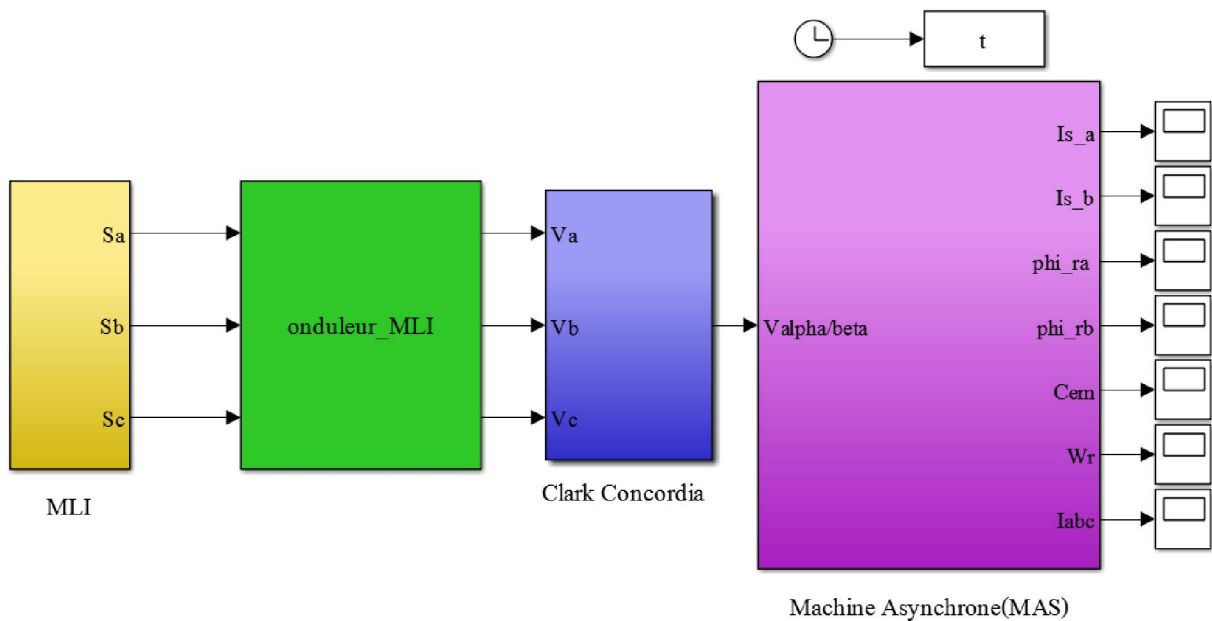 t
Sa
Sb
Sc
MLI
onduleur_MLI
Va
Vb
Vc
Clark Concordia
Valpha/beta
Is_a
Is_b
phi_ra
phi_rb
Cem
Wr
Iabc
Machine Asynchrone(MAS)